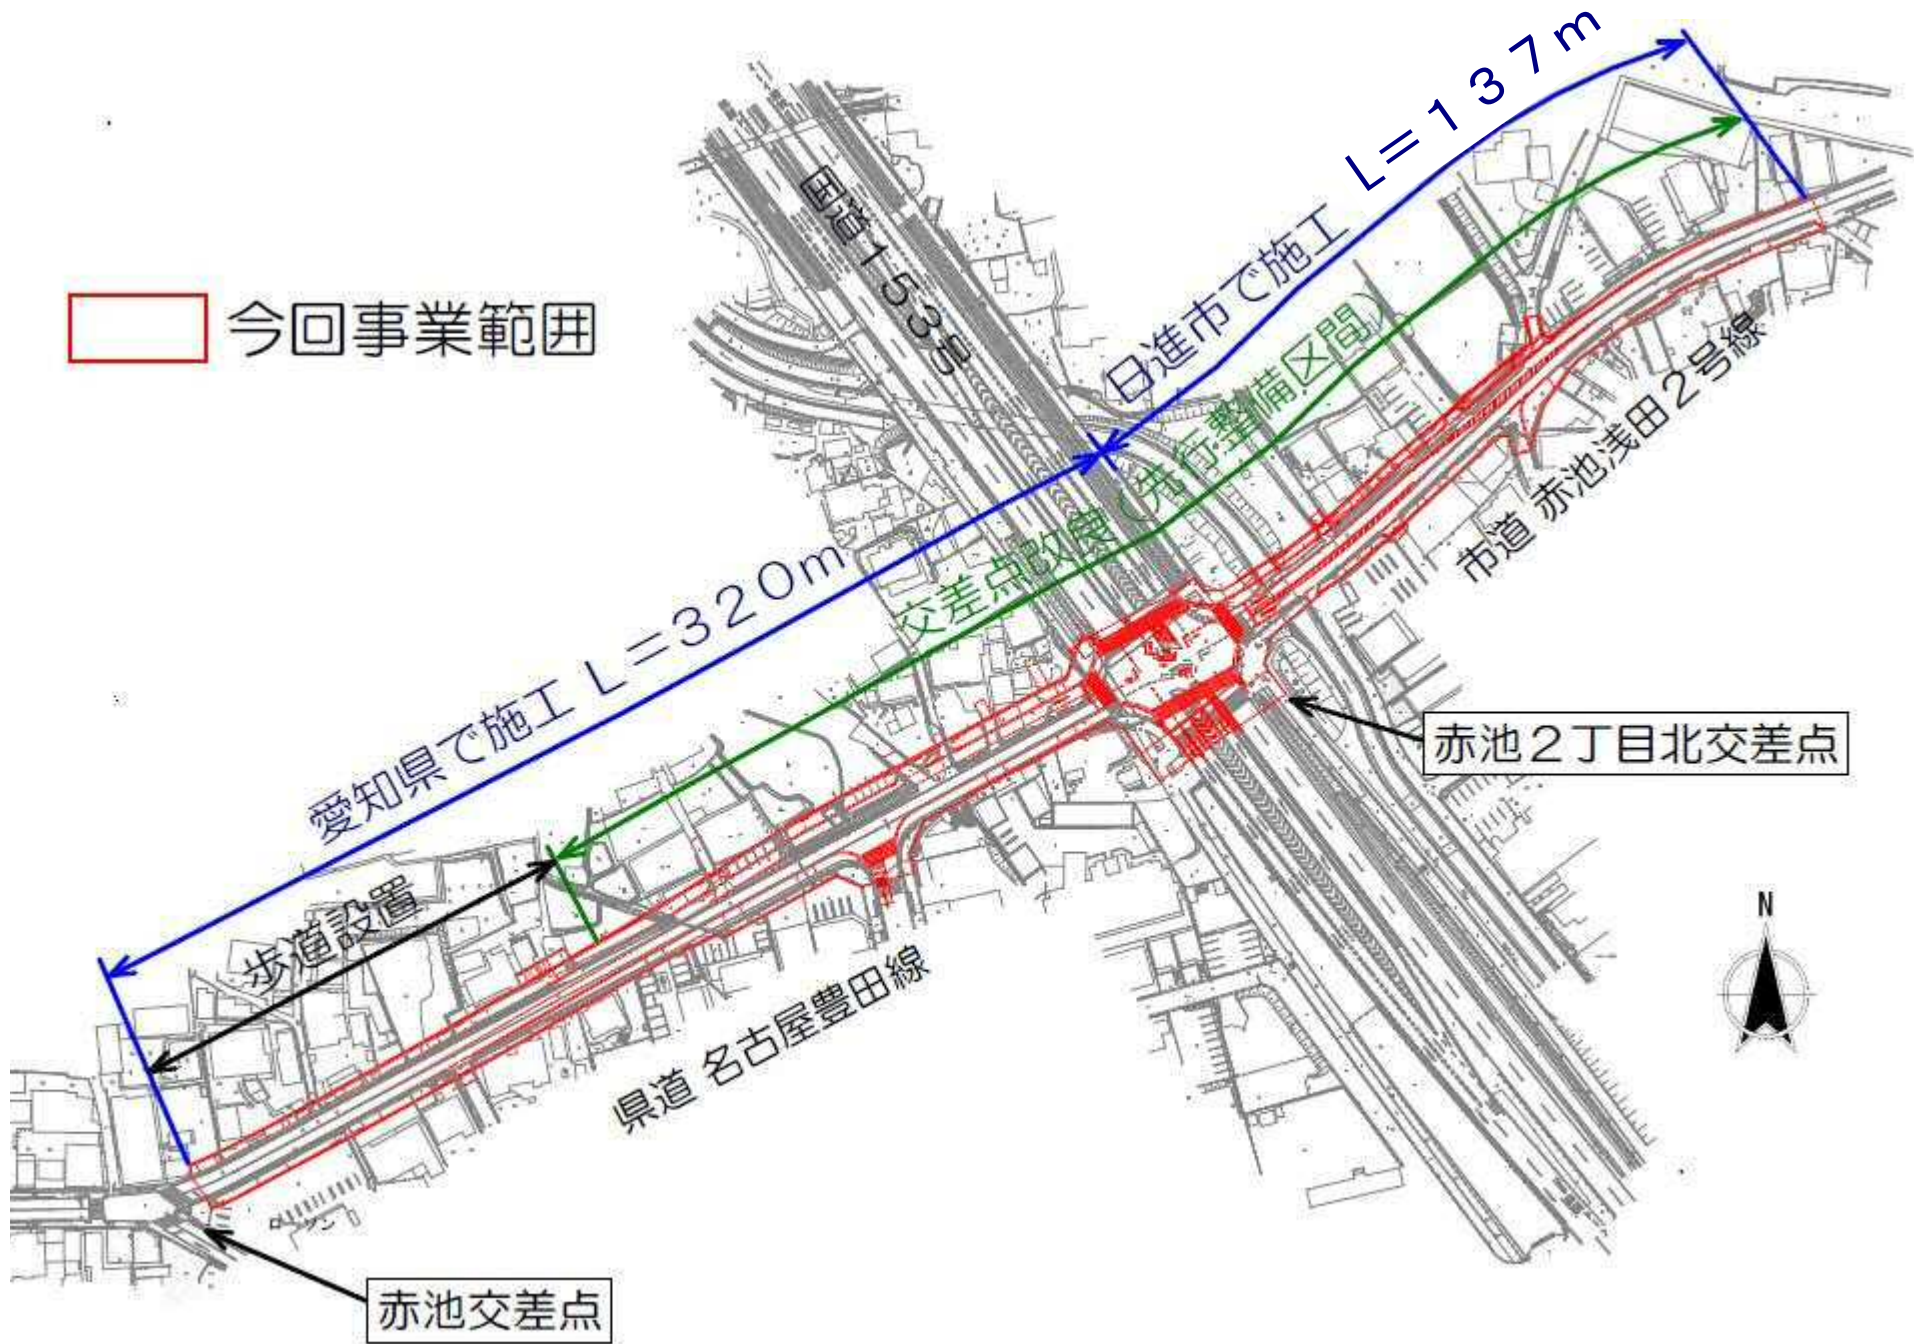 L＝１３７ｍ
国道１５３号
日進市で施工
今回事業範囲
交差点改良（先行整備区間）
市道 赤池浅田２号線
愛知県で施工 L＝３２０ｍ
赤池２丁目北交差点
歩道設置
県道 名古屋豊田線
N
赤池交差点